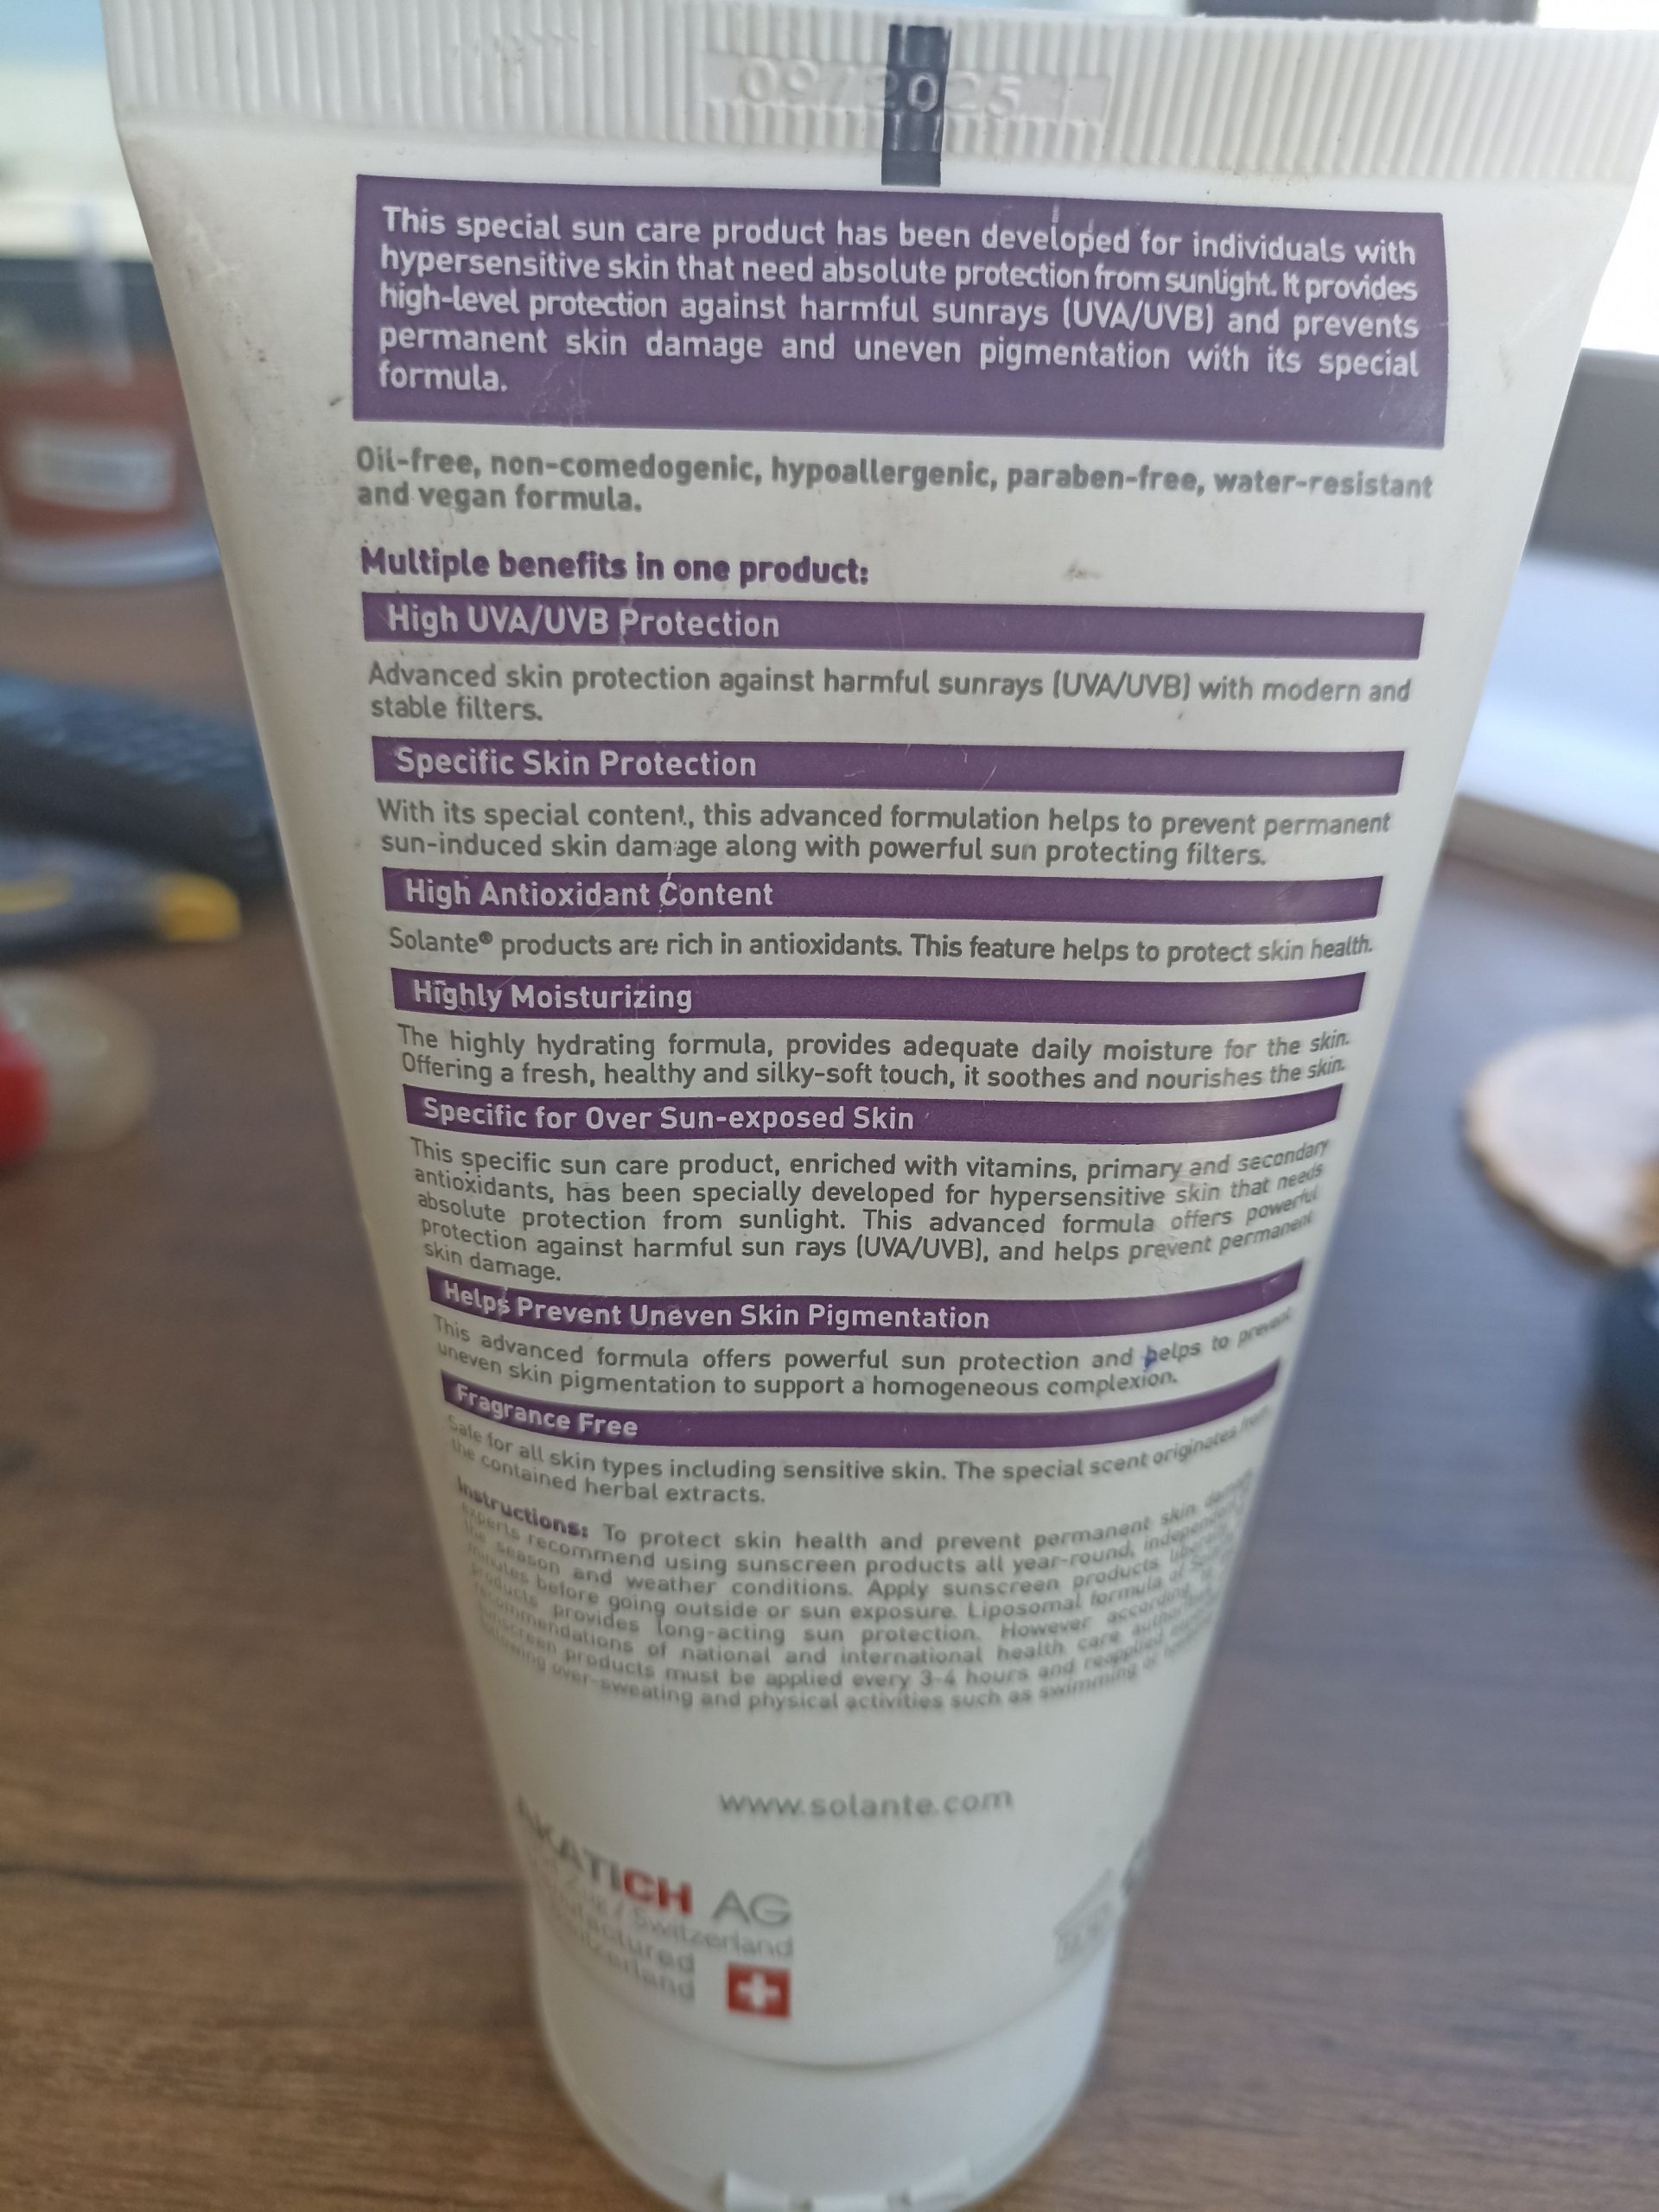 09/2025
This special sun care product has been developed for individuals with
hypersensitive skin that need absolute protection from sunlight. It provides
high-level protection against harmful sunrays (UVA/UVB) and prevents
permanent skin damage and uneven pigmentation with its special
formula.
Oil-free, non-comedogenic, hypoallergenic, paraben-free, water-resistant
and vegan formula.
Multiple benefits in one product:
High UVA/UVB Protection
Advanced skin protection against harmful sunrays (UVA/UVB) with modern and
stable filters.
Specific Skin Protection
With its special content, this advanced formulation helps to prevent permanent
sun-induced skin damage along with powerful sun protecting filters.
High Antioxidant Content
Solante® products are rich in antioxidants. This feature helps to protect skin health.
Highly Moisturizing
The highly hydrating formula, provides adequate daily moisture for the skin.
Offering a fresh, healthy and silky-soft touch, it soothes and nourishes the skin.
Specific for Over Sun-exposed Skin
This specific sun care product, enriched with vitamins, primary and secondary
antioxidants, has been specially developed for hypersensitive skin that needs
absolute protection from sunlight. This advanced formula offers powerful
protection against harmful sun rays (UVA/UVB), and helps prevent permanent
skin damage.
Helps Prevent Uneven Skin Pigmentation
This advanced formula offers powerful sun protection and helps to prevent
uneven skin pigmentation to support a homogeneous complexion.
Fragrance Free
Safe for all skin types including sensitive skin. The special scent originates from
the contained herbal extracts.
Instructions: To protect skin health and prevent permanent skin
experts recommend using sunscreen products all year-round,
the season and weather conditions. Apply sunscreen products
minutes before going outside or sun exposure. Liposomal formula of
products provides long-acting sun protection. However according
recommendations of national and international health care
sunscreen products must be applied every 3-4 hours and reapplied
following over-sweating and physical activities such as swimming
www.solante.com
AKATICH AG
/ Switzerland